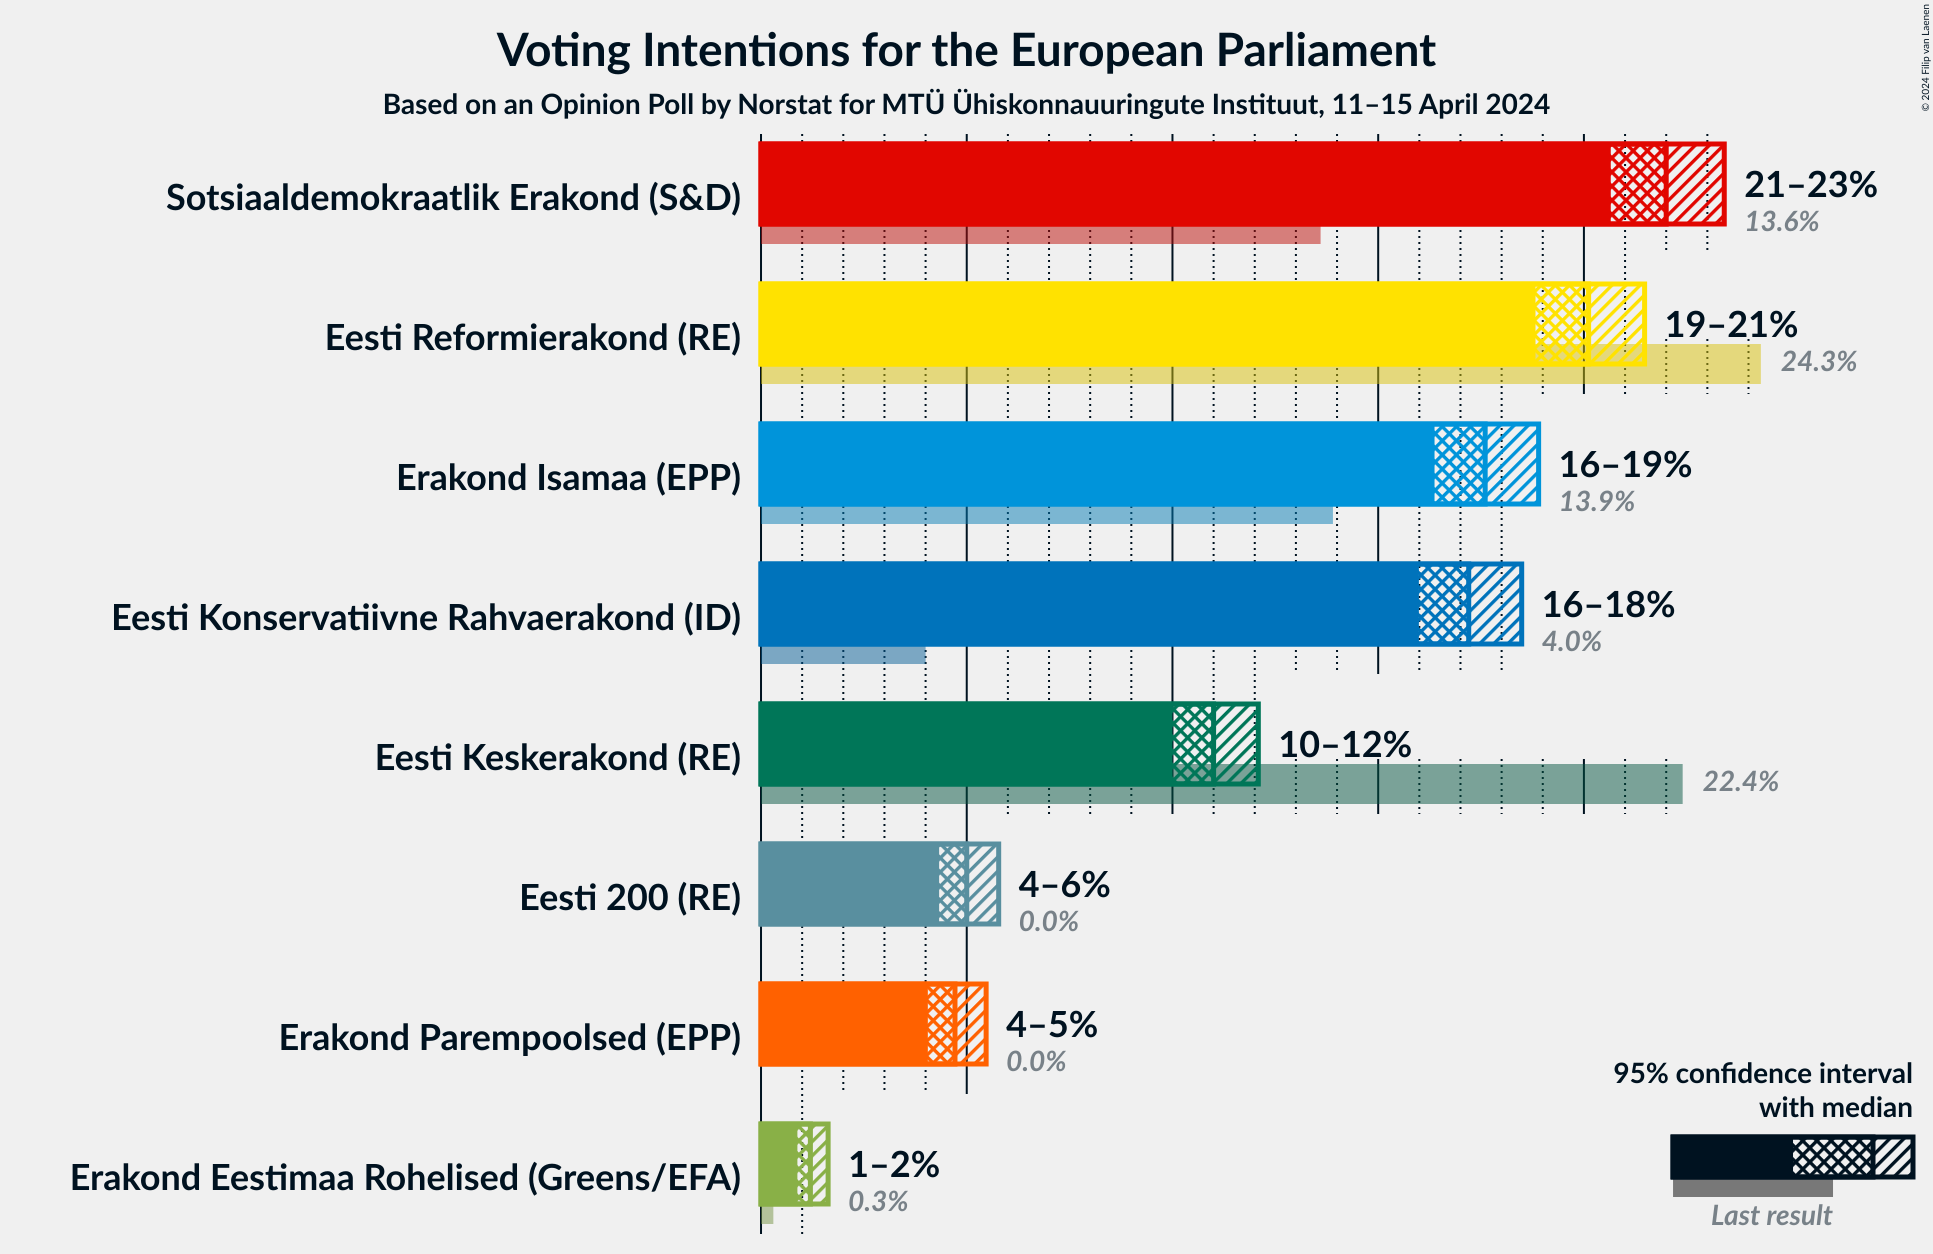 Voting Intentions for the European Parliament
Based on an Opinion Poll by Norstat for MTÜ Ühiskonnauuringute Instituut, 11–15 April 2024
© 2024 Filip van Laenen
Sotsiaaldemokraatlik Erakond (S&D)
21–23%
13.6%
Eesti Reformierakond (RE)
19–21%
24.3%
Erakond Isamaa (EPP)
16–19%
13.9%
Eesti Konservatiivne Rahvaerakond (ID)
16–18%
4.0%
Eesti Keskerakond (RE)
10–12%
22.4%
Eesti 200 (RE)
4–6%
0.0%
Erakond Parempoolsed (EPP)
4–5%
0.0%
Erakond Eestimaa Rohelised (Greens/EFA)
1–2%
0.3%
95% confidence interval
with median
Last result